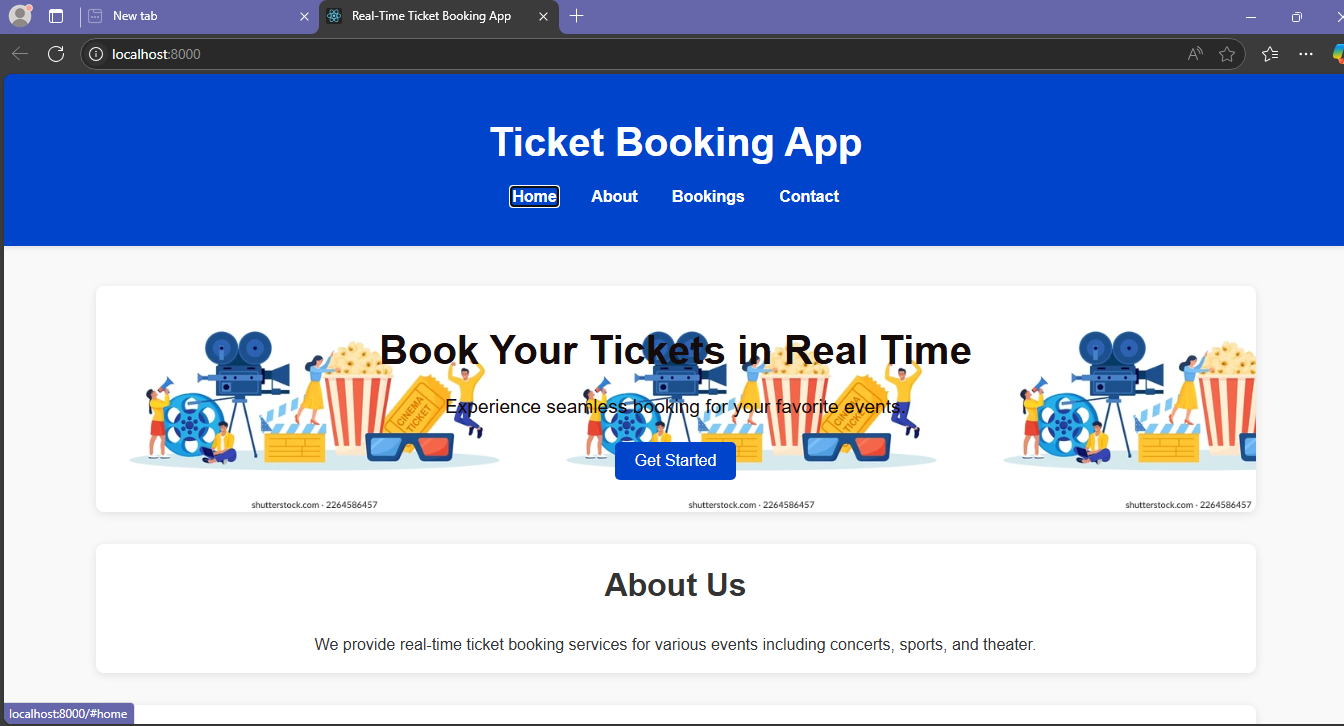 New tab
Real-Time Ticket Booking App
localhost:8000
Ticket Booking App
Home About Bookings Contact
Book Your Tickets in Real Time
Experience seamless booking for your favorite events.
CINEMA TICKET
CINEMA TICKET
Get Started
shutterstock.com · 2264586457
shutterstock.com · 2264586457
shutterstock.com · 2264586457
About Us
We provide real-time ticket booking services for various events including concerts, sports, and theater.
localhost:8000/#home